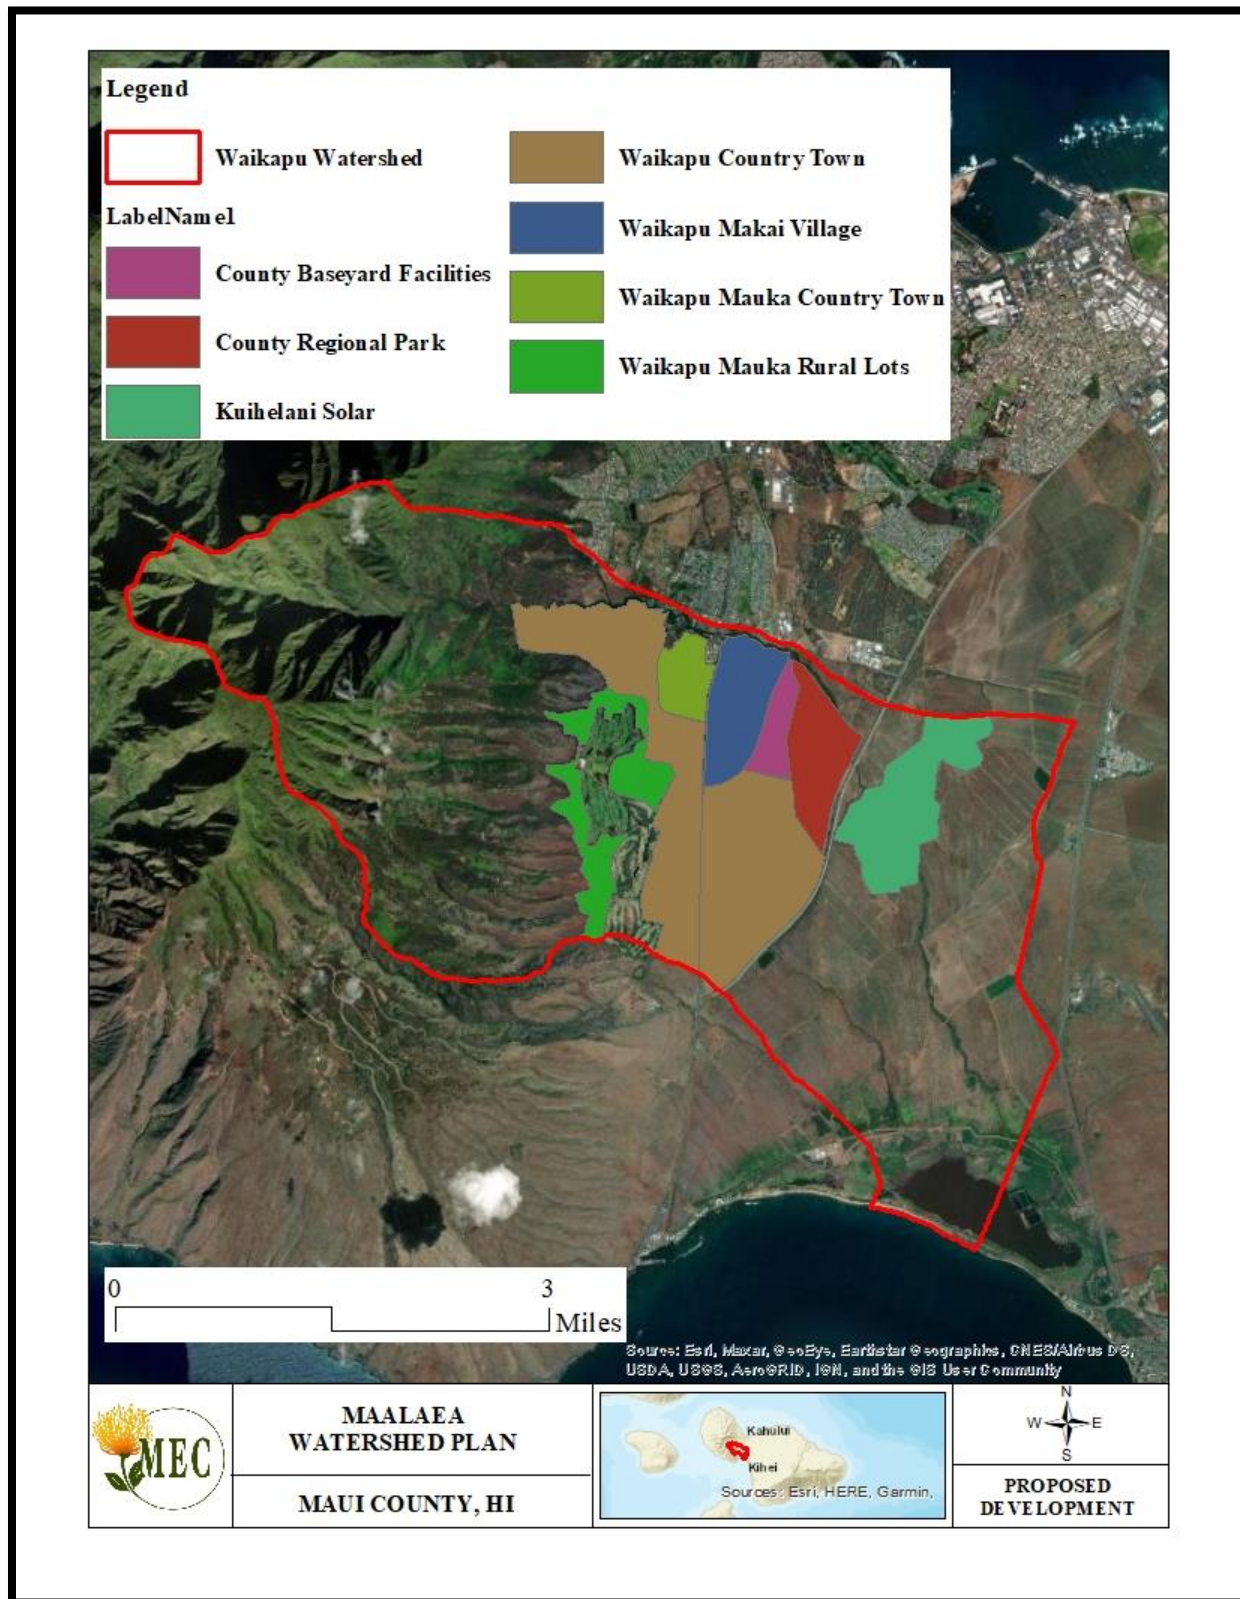 Legend
Waikapu Watershed
LabelName1
County Baseyard Facilities
County Regional Park
Kuihelani Solar
Waikapu Country Town
Waikapu Makai Village
Waikapu Mauka Country Town
Waikapu Mauka Rural Lots
0 3
Miles
Source: Esri, Maxar, GeoEye, Earthstar Geographics, CNES/Airbus DS,
USDA, USGS, AeroGRID, IGN, and the GIS User Community
MEC
MAALAEA
WATERSHED PLAN
MAUI COUNTY, HI
Kahului
Kihei
Sources: Esri, HERE, Garmin,
N
W E
S
PROPOSED
DEVELOPMENT